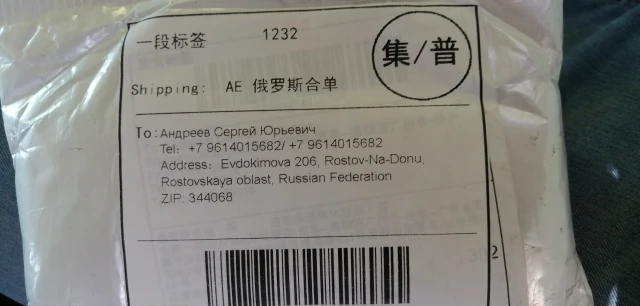 一段标签 1232
集/普
Shipping: AE 俄罗斯合单
To: Андреев Сергей Юрьевич
Tel: +7 9614015682/ +7 9614015682
Address: Evdokimova 206, Rostov-Na-Donu,
Rostovskaya oblast, Russian Federation
ZIP: 344068
2